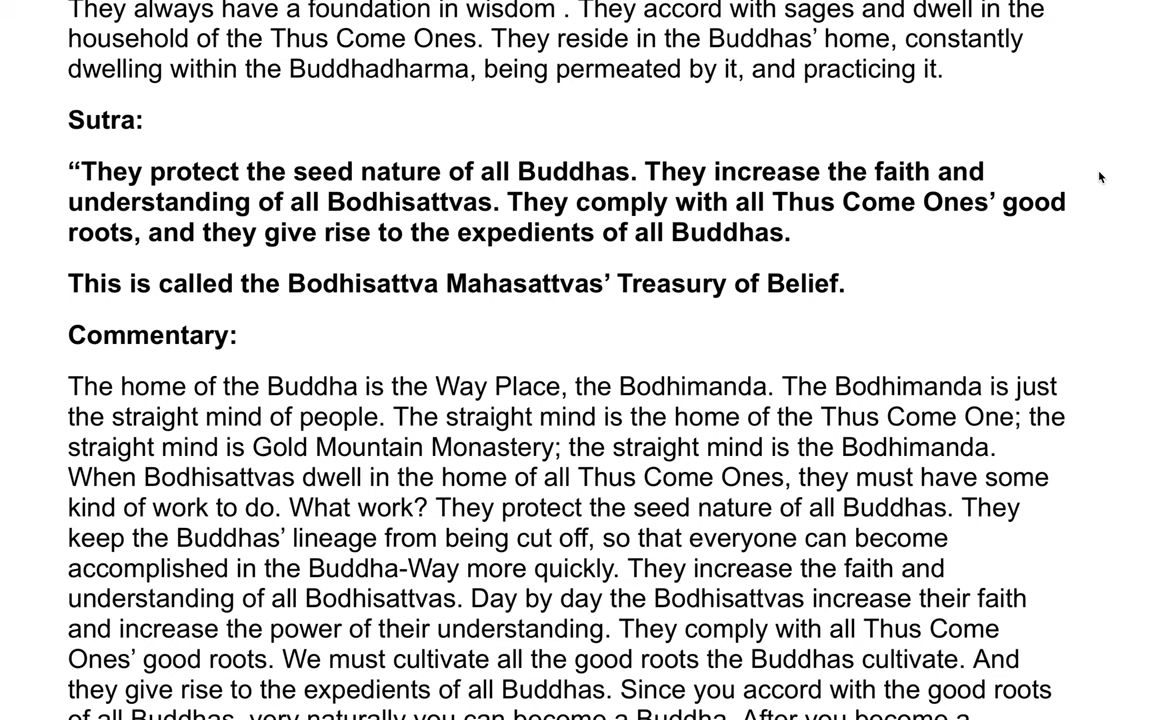 They always have a foundation in wisdom . They accord with sages and dwell in the
household of the Thus Come Ones. They reside in the Buddhas’ home, constantly
dwelling within the Buddhadharma, being permeated by it, and practicing it.
Sutra:
“They protect the seed nature of all Buddhas. They increase the faith and
understanding of all Bodhisattvas. They comply with all Thus Come Ones’ good
roots, and they give rise to the expedients of all Buddhas.
This is called the Bodhisattva Mahasattvas’ Treasury of Belief.
Commentary:
The home of the Buddha is the Way Place, the Bodhimanda. The Bodhimanda is just
the straight mind of people. The straight mind is the home of the Thus Come One; the
straight mind is Gold Mountain Monastery; the straight mind is the Bodhimanda.
When Bodhisattvas dwell in the home of all Thus Come Ones, they must have some
kind of work to do. What work? They protect the seed nature of all Buddhas. They
keep the Buddhas’ lineage from being cut off, so that everyone can become
accomplished in the Buddha-Way more quickly. They increase the faith and
understanding of all Bodhisattvas. Day by day the Bodhisattvas increase their faith
and increase the power of their understanding. They comply with all Thus Come
Ones’ good roots. We must cultivate all the good roots the Buddhas cultivate. And
they give rise to the expedients of all Buddhas. Since you accord with the good roots
of all Buddhas, very naturally you can become a Buddha. After you become a